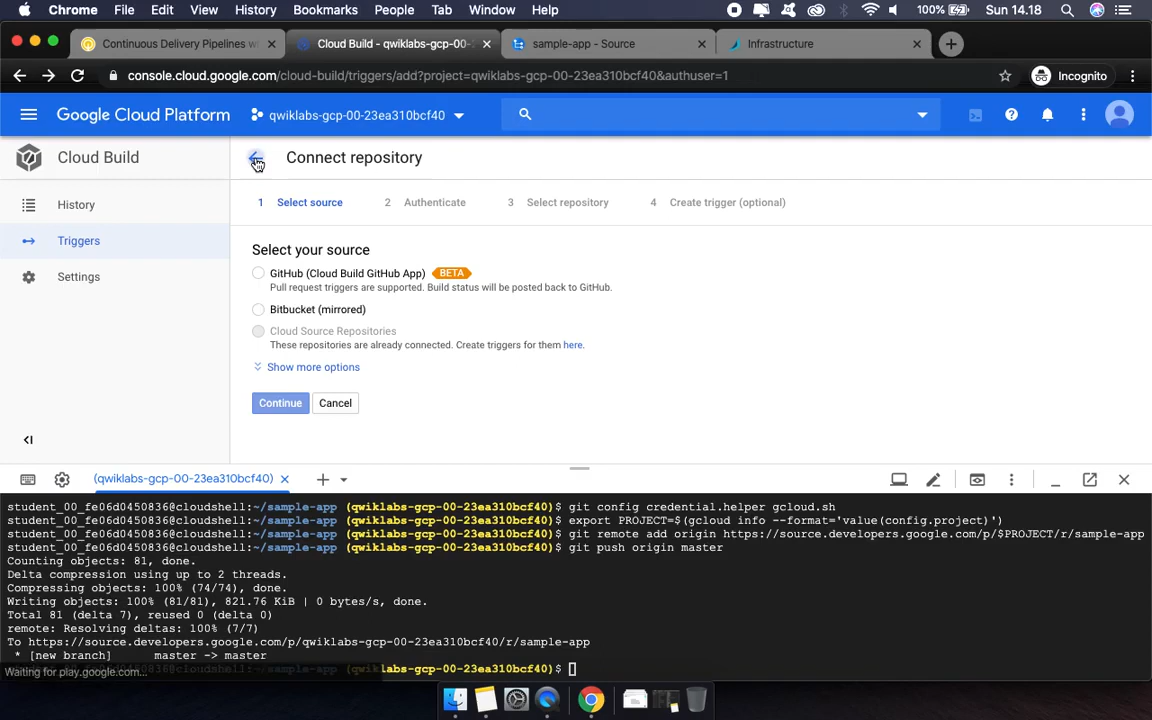 Chrome File Edit View History Bookmarks People Tab Window Help 100% Sun 14.18
Continuous Delivery Pipelines w
Cloud Build - qwiklabs-gcp-00-
sample-app - Source
Infrastructure
console.cloud.google.com/cloud-build/triggers/add?project=qwiklabs-gcp-00-23ea310bcf40&authuser=1
Incognito
Google Cloud Platform
qwiklabs-gcp-00-23ea310bcf40
Cloud Build
Connect repository
History
Triggers
Settings
1 Select source 2 Authenticate 3 Select repository 4 Create trigger (optional)
Select your source
GitHub (Cloud Build GitHub App) BETA
Pull request triggers are supported. Build status will be posted back to GitHub.
Bitbucket (mirrored)
Cloud Source Repositories
These repositories are already connected. Create triggers for them here.
Show more options
Continue Cancel
(qwiklabs-gcp-00-23ea310bcf40)
student_00_fe06d0450836@cloudshell:~/sample-app (qwiklabs-gcp-00-23ea310bcf40)$ git config credential.helper gcloud.sh
student_00_fe06d0450836@cloudshell:~/sample-app (qwiklabs-gcp-00-23ea310bcf40)$ export PROJECT=$(gcloud info --format='value(config.project)')
student_00_fe06d0450836@cloudshell:~/sample-app (qwiklabs-gcp-00-23ea310bcf40)$ git remote add origin https://source.developers.google.com/p/$PROJECT/r/sample-app
student_00_fe06d0450836@cloudshell:~/sample-app (qwiklabs-gcp-00-23ea310bcf40)$ git push origin master
Counting objects: 81, done.
Delta compression using up to 2 threads.
Compressing objects: 100% (74/74), done.
Writing objects: 100% (81/81), 821.76 KiB | 0 bytes/s, done.
Total 81 (delta 7), reused 0 (delta 0)
remote: Resolving deltas: 100% (7/7)
To https://source.developers.google.com/p/qwiklabs-gcp-00-23ea310bcf40/r/sample-app
* [new branch] master -> master
labs-gcp-00-23ea310bcf40)$
Waiting for play.google.com...